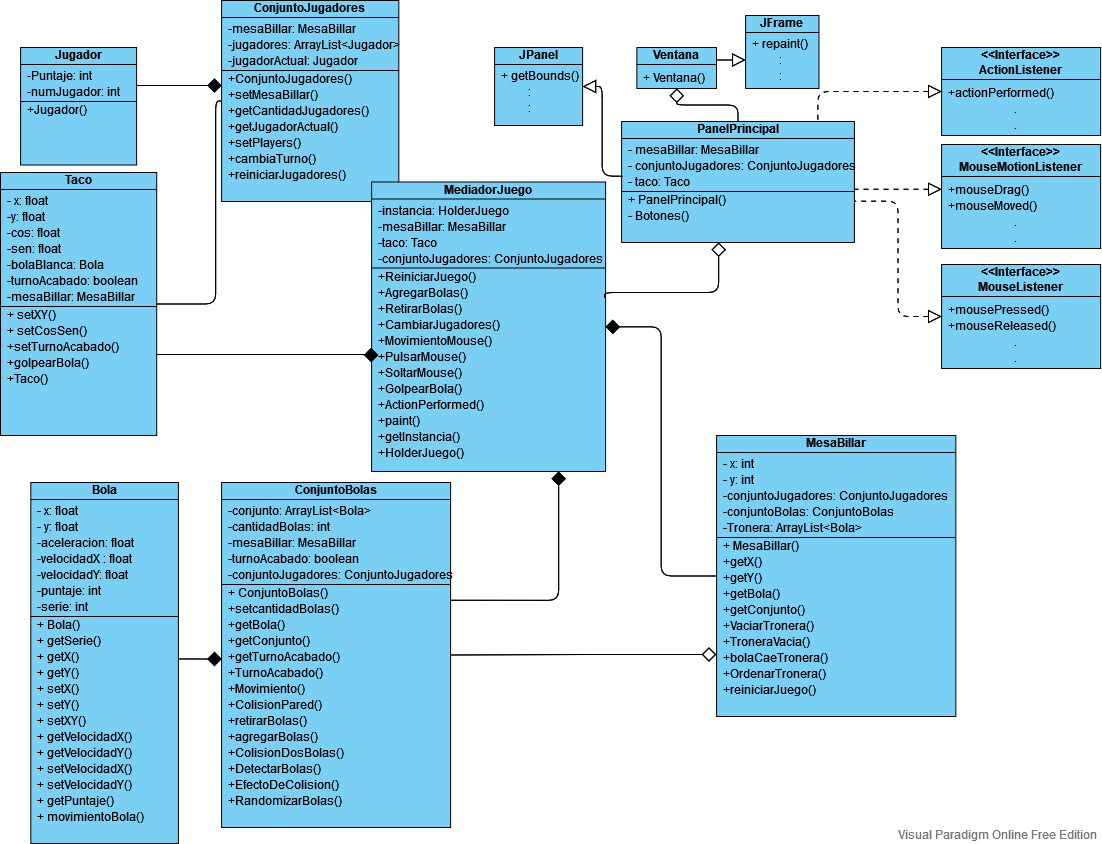 Jugador
-Puntaje: int
-numJugador: int
+Jugador()
ConjuntoJugadores
-mesaBillar: MesaBillar
-jugadores: ArrayList<Jugador>
-jugadorActual: Jugador
+ConjuntoJugadores()
+setMesaBillar()
+getCantidadJugadores()
+getJugadorActual()
+setPlayers()
+cambiaTurno()
+reiniciarJugadores()
JPanel
+ getBounds()
:
:
Ventana
+ Ventana()
JFrame
+ repaint()
:
:
<<Interface>>
ActionListener
+actionPerformed()
.
.
PanelPrincipal
- mesaBillar: MesaBillar
- conjuntoJugadores: ConjuntoJugadores
- taco: Taco
+ PanelPrincipal()
- Botones()
<<Interface>>
MouseMotionListener
+mouseDrag()
+mouseMoved()
.
.
<<Interface>>
MouseListener
+mousePressed()
+mouseReleased()
.
.
Taco
- x: float
-y: float
-cos: float
-sen: float
-bolaBlanca: Bola
-turnoAcabado: boolean
-mesaBillar: MesaBillar
+ setXY()
+ setCosSen()
+setTurnoAcabado()
+golpearBola()
+Taco()
MediadorJuego
-instancia: HolderJuego
-mesaBillar: MesaBillar
-taco: Taco
-conjuntoJugadores: ConjuntoJugadores
+ReiniciarJuego()
+AgregarBolas()
+RetirarBolas()
+CambiarJugadores()
+MovimientoMouse()
+PulsarMouse()
+SoltarMouse()
+GolpearBola()
+ActionPerformed()
+paint()
+getInstancia()
+HolderJuego()
MesaBillar
- x: int
- y: int
-conjuntoJugadores: ConjuntoJugadores
-conjuntoBolas: ConjuntoBolas
-Tronera: ArrayList<Bola>
+ MesaBillar()
+getX()
+getY()
+getBola()
+getConjunto()
+VaciarTronera()
+TroneraVacia()
+bolaCaeTronera()
+OrdenarTronera()
+reiniciarJuego()
Bola
- x: float
- y: float
-aceleracion: float
-velocidadX : float
-velocidadY: float
-puntaje: int
-serie: int
+ Bola()
+ getSerie()
+ getX()
+ getY()
+ setX()
+ setY()
+ setXY()
+ getVelocidadX()
+ getVelocidadY()
+ setVelocidadX()
+ setVelocidadY()
+ getPuntaje()
+ movimientoBola()
ConjuntoBolas
-conjunto: ArrayList<Bola>
-cantidadBolas: int
-mesaBillar: MesaBillar
-turnoAcabado: boolean
-conjuntoJugadores: ConjuntoJugadores
+ ConjuntoBolas()
+setcantidadBolas()
+getBola()
+getConjunto()
+getTurnoAcabado()
+TurnoAcabado()
+Movimiento()
+ColisionPared()
+retirarBolas()
+agregarBolas()
+ColisionDosBolas()
+DetectarBolas()
+EfectoDeColision()
+RandomizarBolas()
Visual Paradigm Online Free Edition